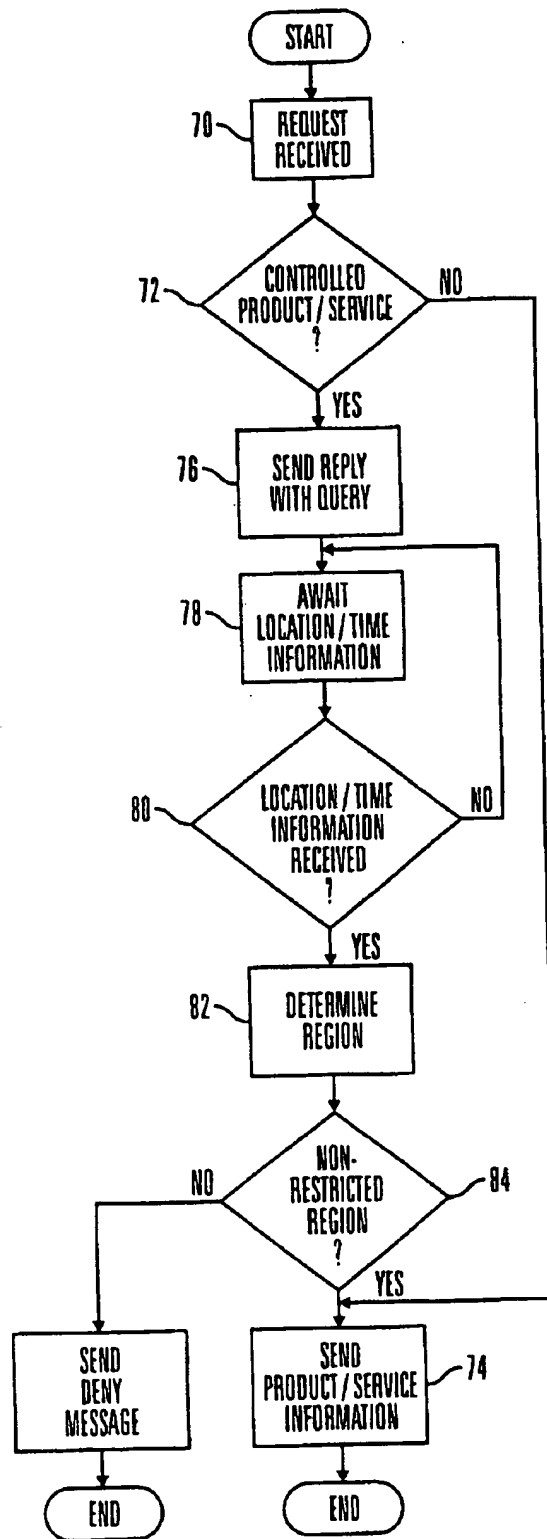 START
70
REQUEST
RECEIVED
72
CONTROLLED
PRODUCT / SERVICE
?
NO
YES
76
SEND REPLY
WITH QUERY
78
AWAIT
LOCATION / TIME
INFORMATION
80
LOCATION / TIME
INFORMATION
RECEIVED
?
NO
YES
82
DETERMINE
REGION
NO
NON-
RESTRICTED
REGION
?
84
YES
SEND
DENY
MESSAGE
SEND
PRODUCT / SERVICE
INFORMATION
74
END
END